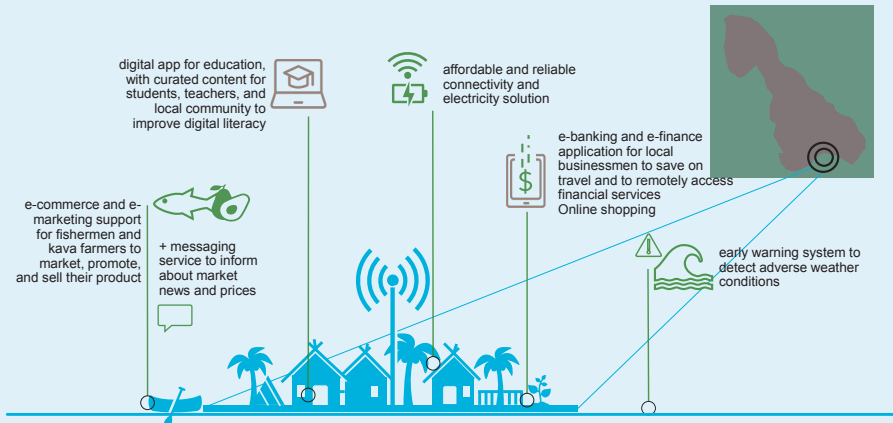 digital app for education,
with curated content for
students, teachers, and
local community to
improve digital literacy
affordable and reliable
connectivity and
electricity solution
e-banking and e-finance
application for local
businessmen to save on
travel and to remotely access
financial services
Online shopping
$
e-commerce and e-
marketing support
for fishermen and
kava farmers to
market, promote,
and sell their product
+ messaging
service to inform
about market
news and prices
early warning system to
detect adverse weather
conditions